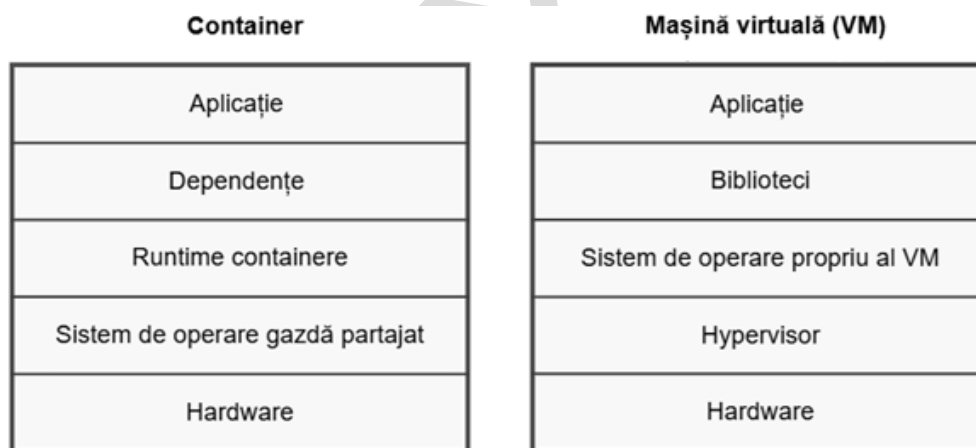 Container
Aplicație
Dependențe
Runtime containere
Sistem de operare gazdă partajat
Hardware
Mașină virtuală (VM)
Aplicație
Biblioteci
Sistem de operare propriu al VM
Hypervisor
Hardware